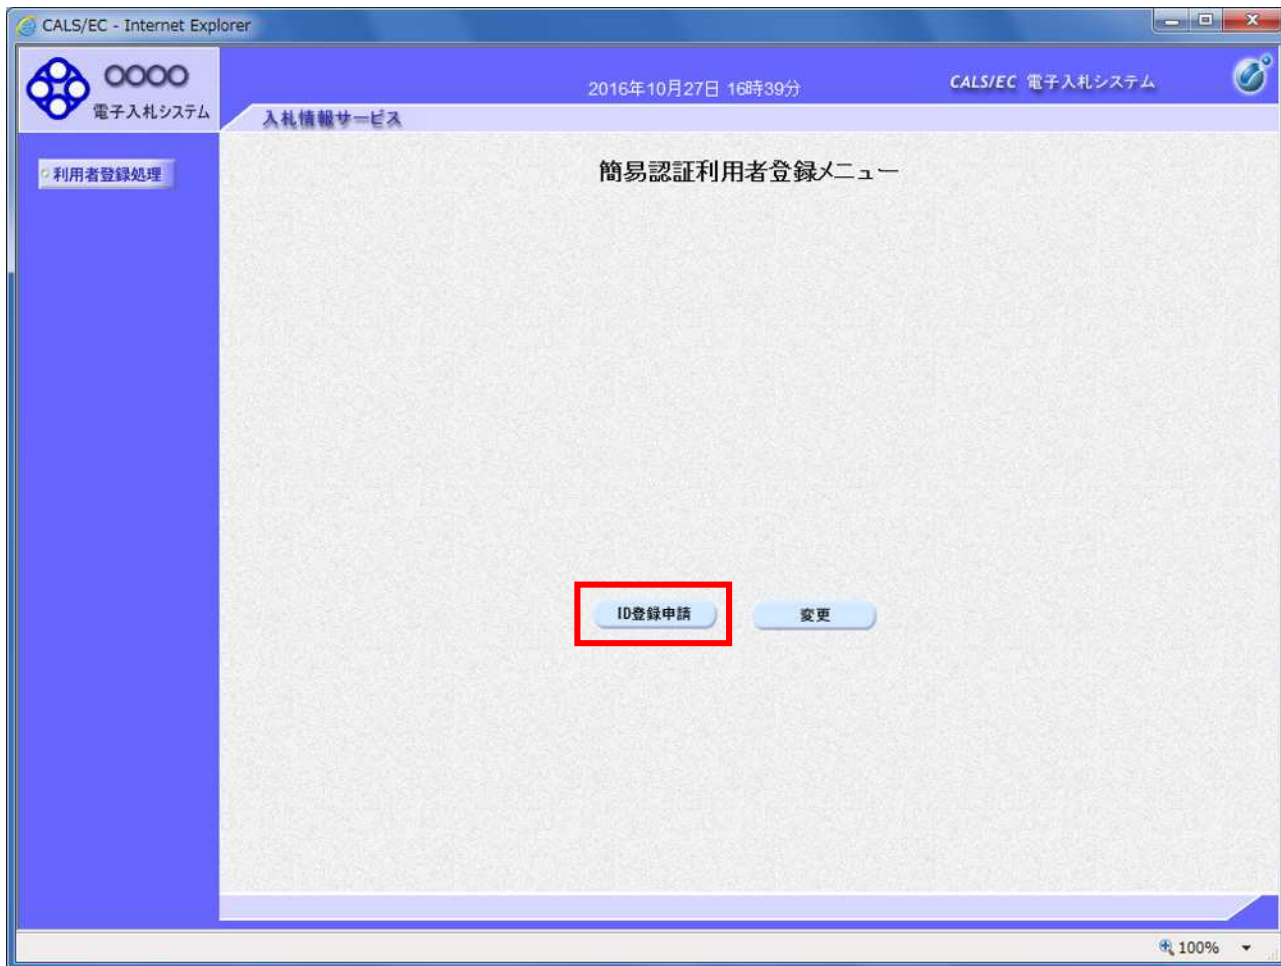 CALS/EC - Internet Explorer
○○○○
電子入札システム
2016年10月27日 16時39分
CALS/EC 電子入札システム
入札情報サービス
利用者登録処理
簡易認証利用者登録メニュー
ID登録申請
変更
100%